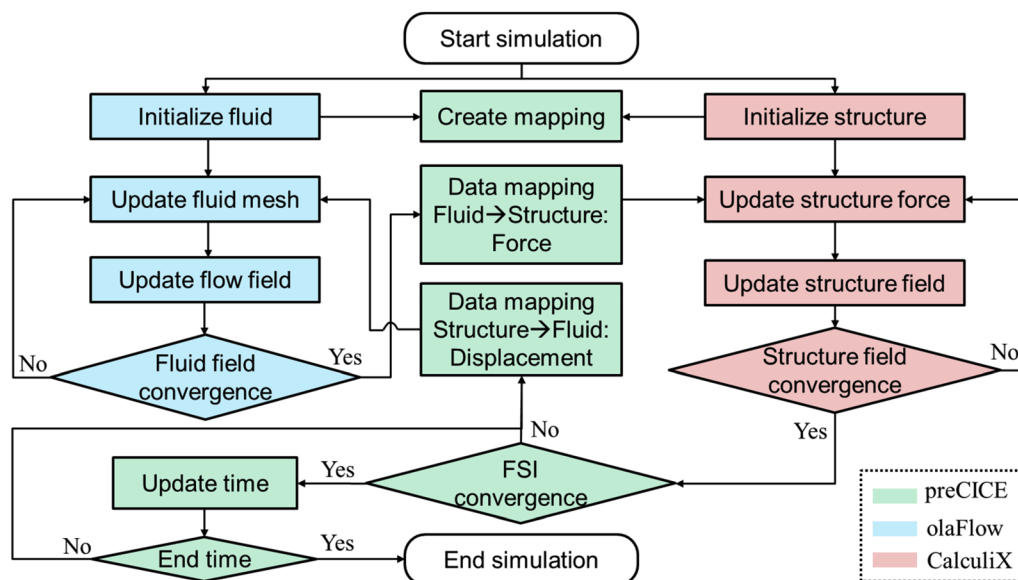 Start simulation
Initialize fluid
Create mapping
Initialize structure
Update fluid mesh
Data mapping
Fluid→Structure:
Force
Update structure force
Update flow field
Update structure field
Data mapping
Structure→Fluid:
Displacement
No
Fluid field
convergence
Yes
Structure field
convergence
No
Yes
No
Update time
Yes
FSI
convergence
preCICE
olaFlow
CalculiX
No
End time
Yes
End simulation